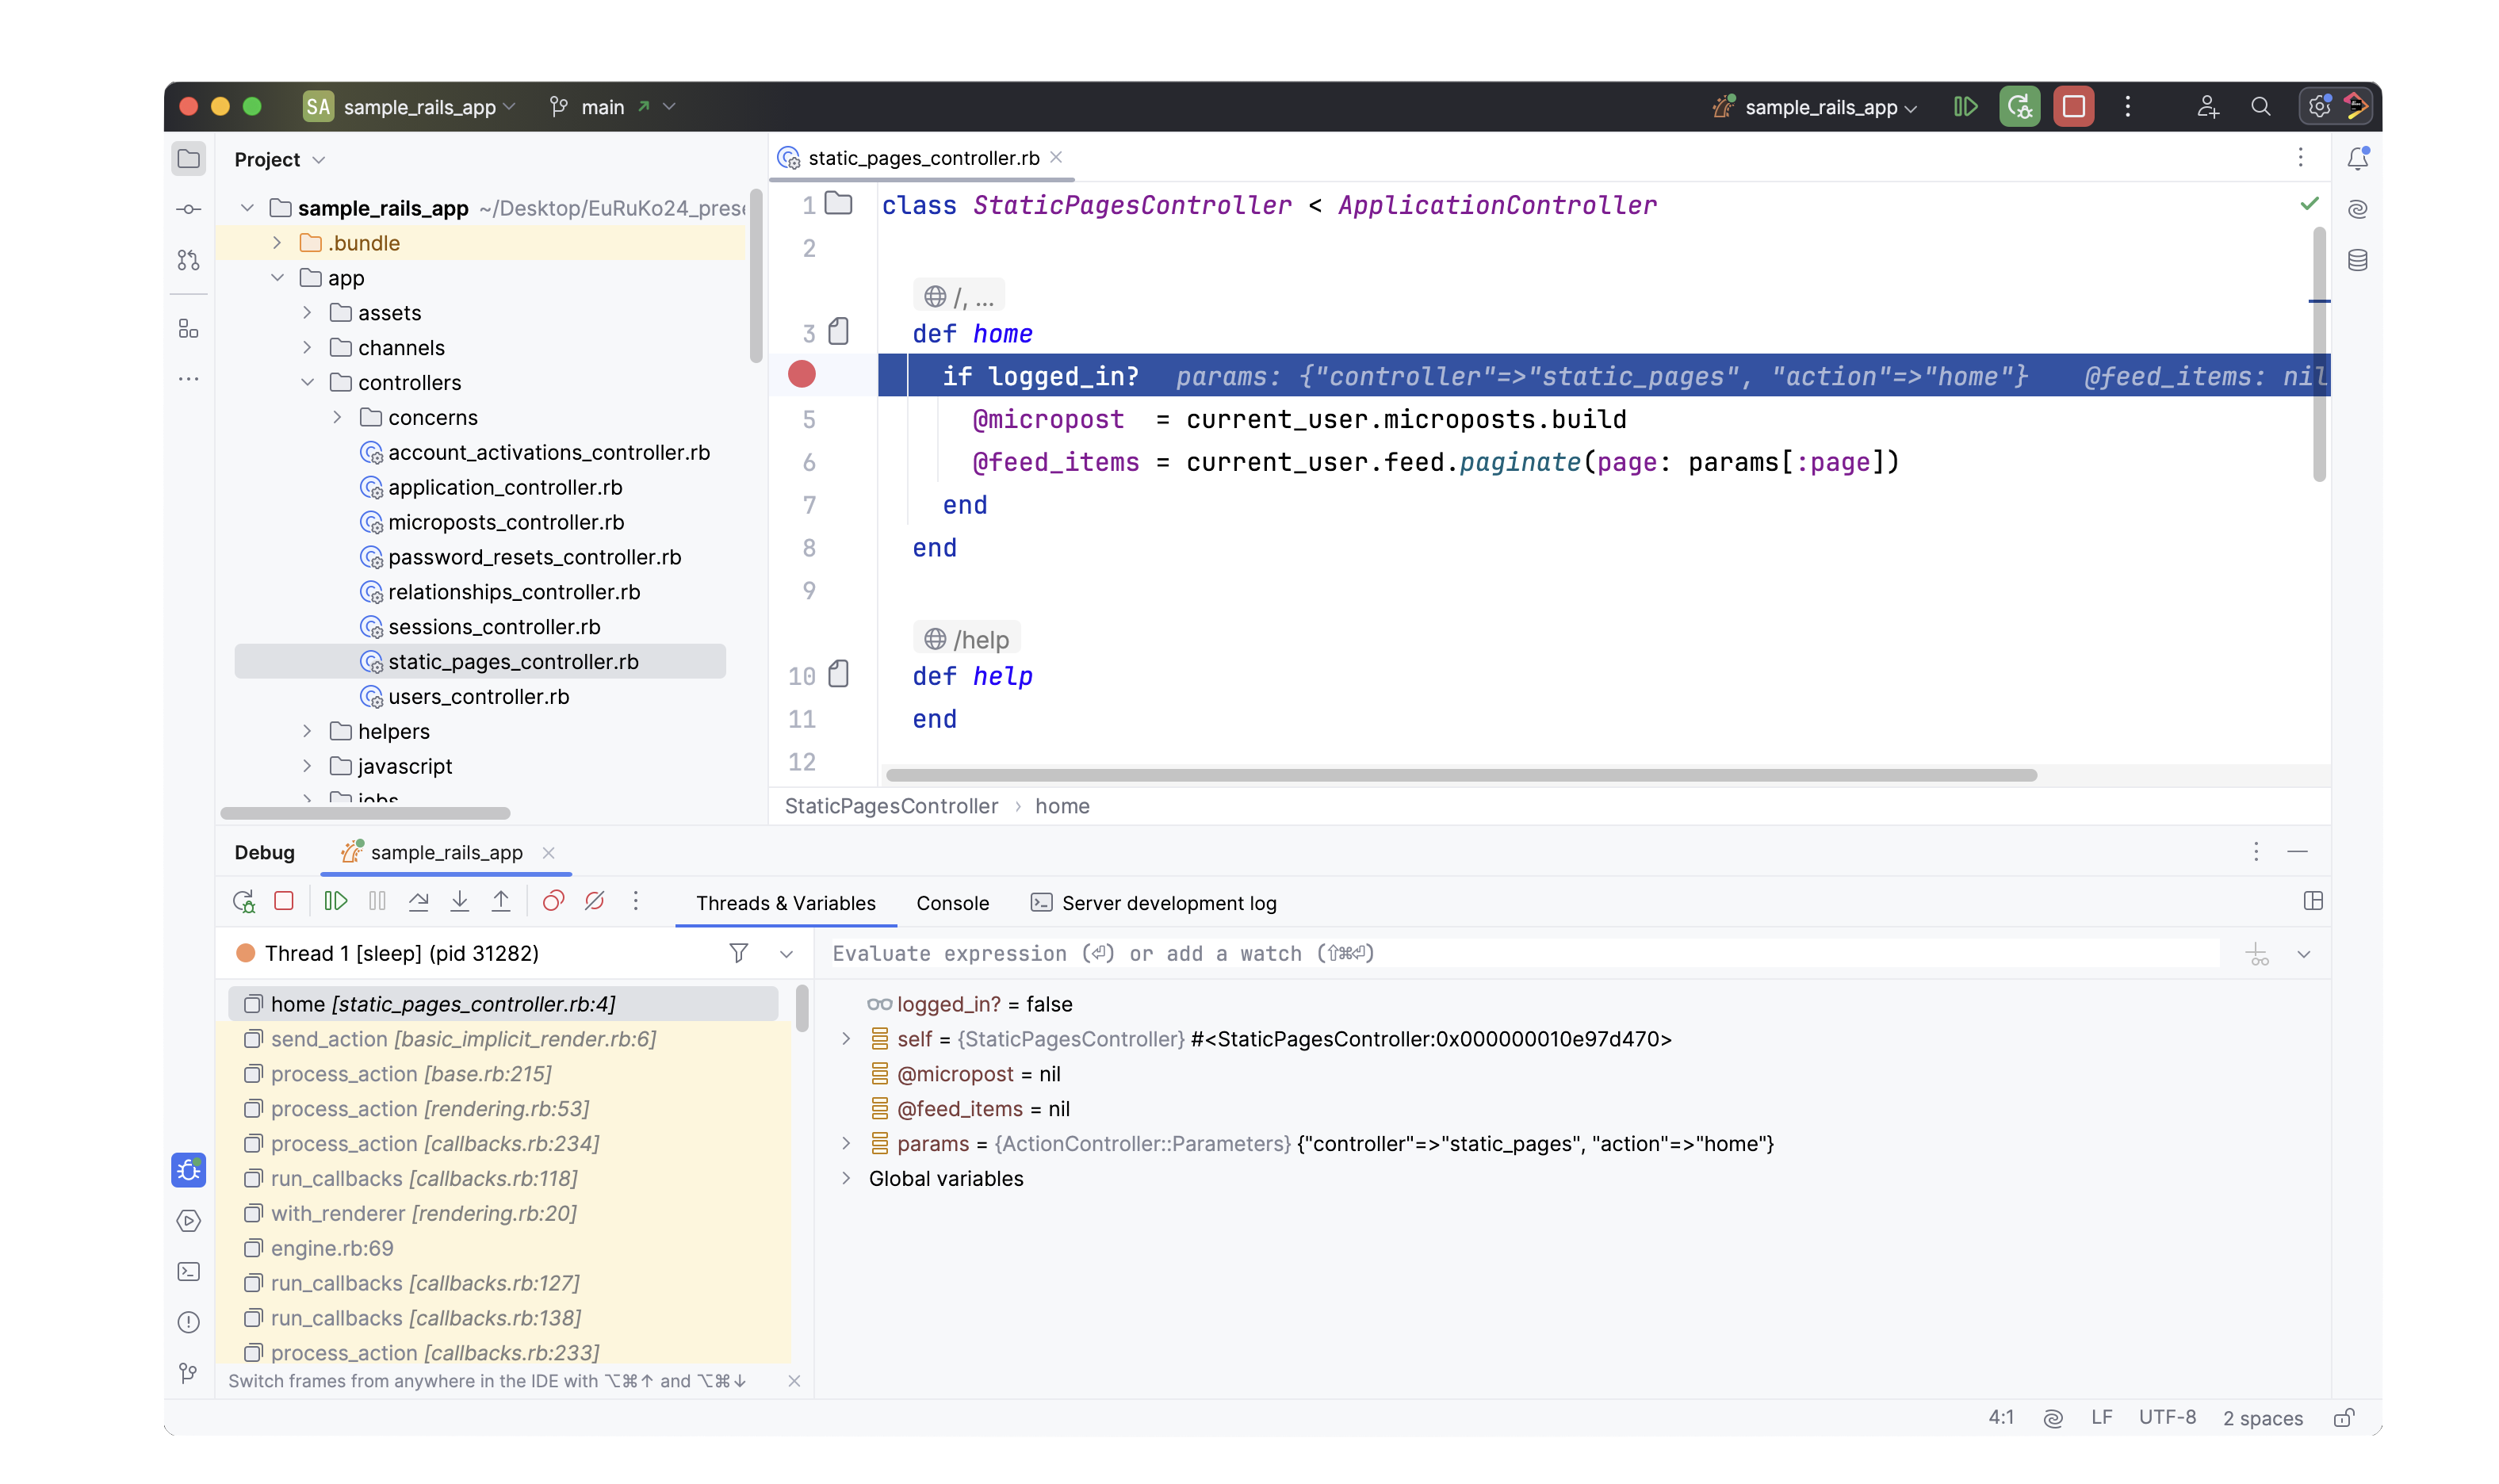 SA sample_rails_app main sample_rails_app
Project
sample_rails_app ~/Desktop/EuRuKo24_prese
.bundle
app
assets
channels
controllers
concerns
account_activations_controller.rb
application_controller.rb
microposts_controller.rb
password_resets_controller.rb
relationships_controller.rb
sessions_controller.rb
static_pages_controller.rb
users_controller.rb
helpers
javascript
jobs
static_pages_controller.rb
1 class StaticPagesController < ApplicationController
2
/, ...
3 def home
if logged_in? params: {"controller"=>"static_pages", "action"=>"home"} @feed_items: nil
5 @micropost = current_user.microposts.build
6 @feed_items = current_user.feed.paginate(page: params[:page])
7 end
8 end
9
/help
10 def help
11 end
12
StaticPagesController › home
Debug sample_rails_app
Threads & Variables Console Server development log
Thread 1 [sleep] (pid 31282)
home [static_pages_controller.rb:4]
send_action [basic_implicit_render.rb:6]
process_action [base.rb:215]
process_action [rendering.rb:53]
process_action [callbacks.rb:234]
run_callbacks [callbacks.rb:118]
with_renderer [rendering.rb:20]
engine.rb:69
run_callbacks [callbacks.rb:127]
run_callbacks [callbacks.rb:138]
process_action [callbacks.rb:233]
Switch frames from anywhere in the IDE with ⌥⌘↑ and ⌥⌘↓
Evaluate expression (⏎) or add a watch (⇧⌘⏎)
logged_in? = false
self = {StaticPagesController} #<StaticPagesController:0x000000010e97d470>
@micropost = nil
@feed_items = nil
params = {ActionController::Parameters} {"controller"=>"static_pages", "action"=>"home"}
Global variables
4:1 LF UTF-8 2 spaces